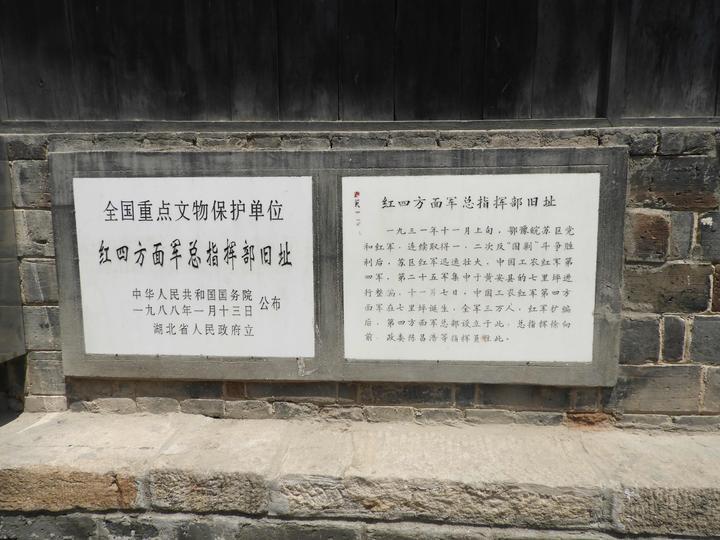 全国重点文物保护单位
红四方面军总指挥部旧址
中华人民共和国国务院
一九八八年一月十三日
公布
湖北省人民政府立
红四方面军总指挥部旧址
一九三一年十一月上旬，鄂豫皖苏区党
和红军，连续取得一、二次反“围剿”斗争胜
利后，苏区红军迅速壮大，中国工农红军第
四军，第二十五军集中于黄安县的七里坪进
行整编，十一月七日，中国工农红军第四方
面军在七里坪诞生，全军三万人，红军扩编
后，第四方面军总部设立于此，总指挥徐向
前，政委陈昌浩等指挥员住此。